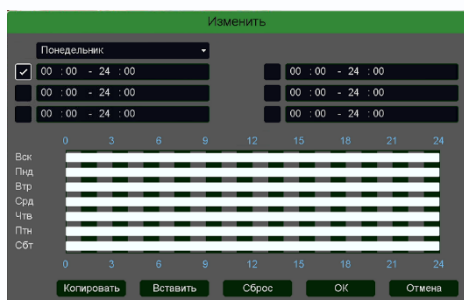 Изменить
Понедельник
00 : 00 - 24 : 00 00 : 00 - 24 : 00
00 : 00 - 24 : 00 00 : 00 - 24 : 00
00 : 00 - 24 : 00 00 : 00 - 24 : 00
0 3 6 9 12 15 18 21 24
Вск
Пнд
Втр
Срд
Чтв
Птн
Сбт
0 3 6 9 12 15 18 21 24
Копировать Вставить Сброс ОК Отмена